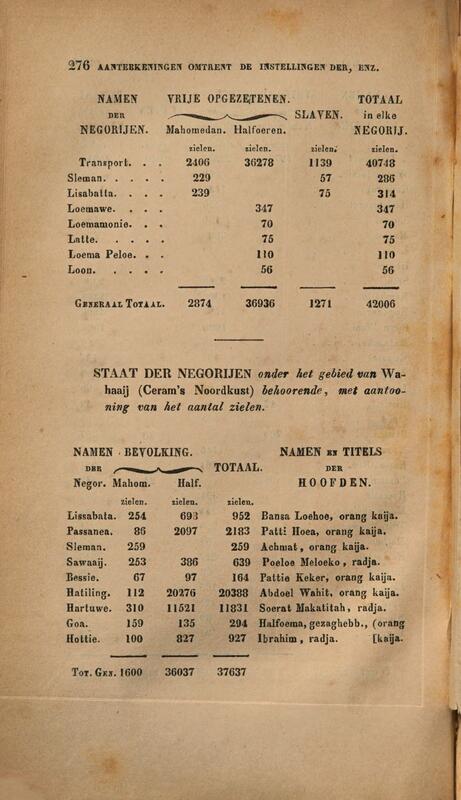 276 AANTEEKENINGEN OMTRENT DE INSTELLINGEN DER, ENZ.
NAMEN VRIJE OPGEZETENEN. TOTAAL
DER SLAVEN. in elke
NEGORIJEN. Mahomedan. Halfoeren. NEGORIJ.
zielen. zielen. zielen. zielen.
Transport. . . 2406 36278 1139 40748
Sleman. . . . . 229 57 286
Lisabatta. . . . 239 75 314
Loemawe. . . . 347 347
Loemamonie. . . 70 70
Latte. . . . . 75 75
Loema Peloe. . . 110 110
Loon. . . . . 56 56
GENERAAL TOTAAL. 2874 36936 1271 42006
STAAT DER NEGORIJEN onder het gebied van Wa-
haaij (Ceram's Noordkust) behoorende, met aantoo-
ning van het aantal zielen.
NAMEN BEVOLKING. NAMEN EN TITELS
DER TOTAAL. DER
Negor. Mahom. Half. HOOFDEN.
zielen. zielen. zielen.
Lissabata. 254 698 952 Bansa Loehoe, orang kaija.
Passanea. 86 2097 2183 Patti Hoea, orang kaija.
Sleman. 259 259 Achmat, orang kaija.
Sawaaij. 253 386 639 Poeloe Meloeko, radja.
Bessie. 67 97 164 Pattie Keker, orang kaija.
Hatiling. 112 20276 20388 Abdoel Wahit, orang kaija.
Hartuwe. 310 11521 11831 Soerat Makatitah, radja.
Goa. 159 135 294 Halfoema, gezaghebb., (orang
Hottie. 100 827 927 Ibrahim, radja. [kaija.
TOT. GEN. 1600 36037 37637